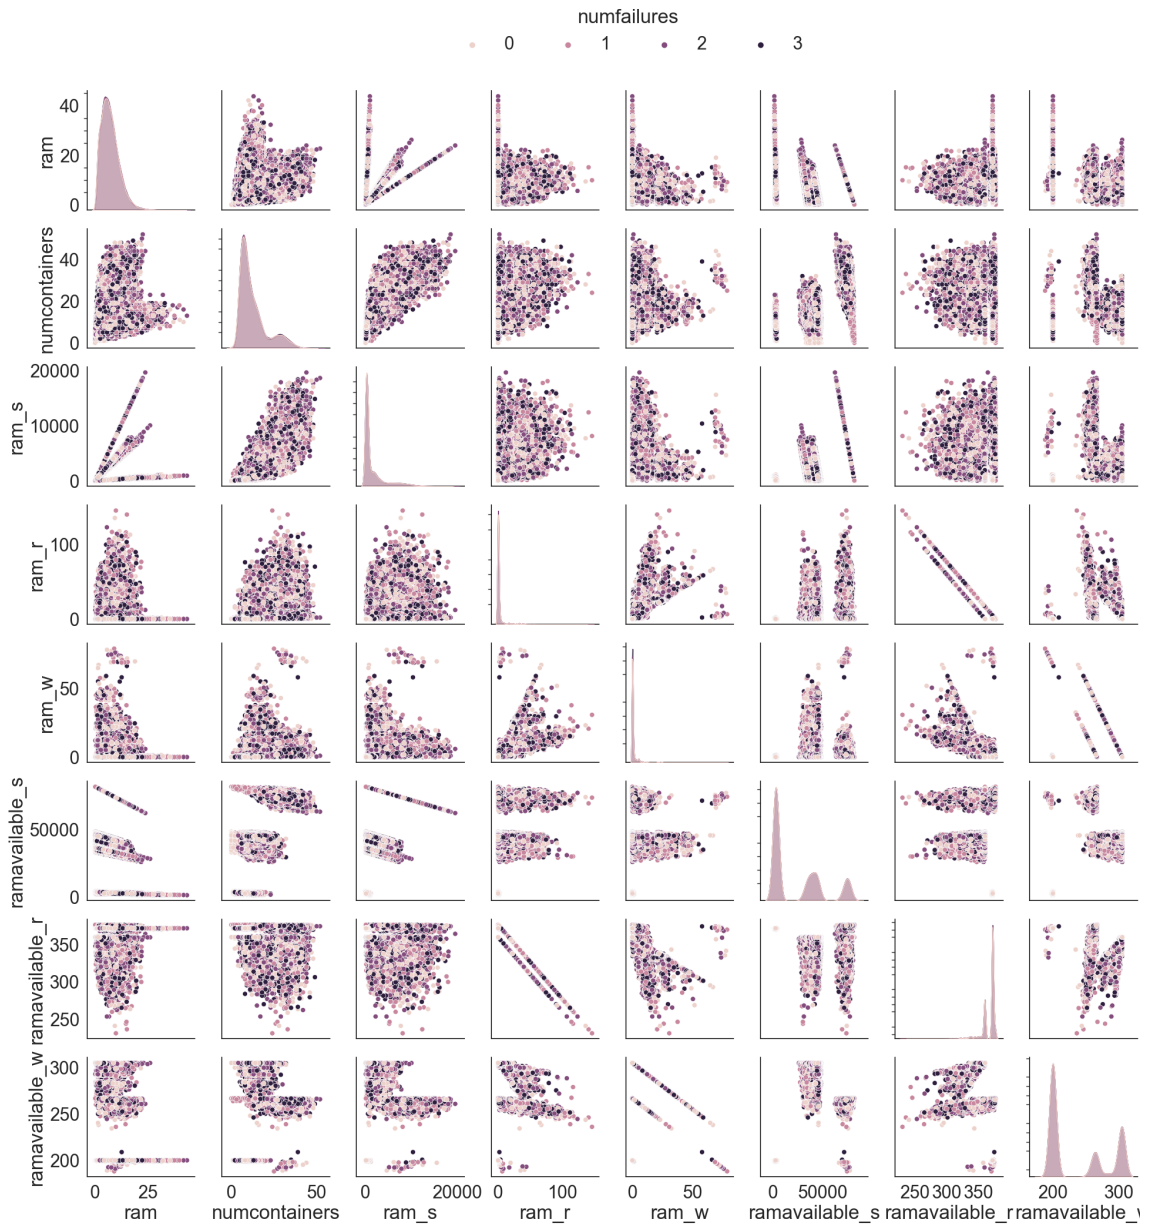 numfailures
0 1 2 3
ram
40
20
0
numcontainers
40
20
0
ram_s
20000
10000
0
ram_r
100
0
ram_w
50
0
ramavailable_s
50000
0
ramavailable_r
350
300
250
ramavailable_w
300
250
200
0 25 0 50 0 20000 0 100 0 50 0 50000 250 300 350 200 300
ram numcontainers ram_s ram_r ram_w ramavailable_s ramavailable_r ramavailable_w